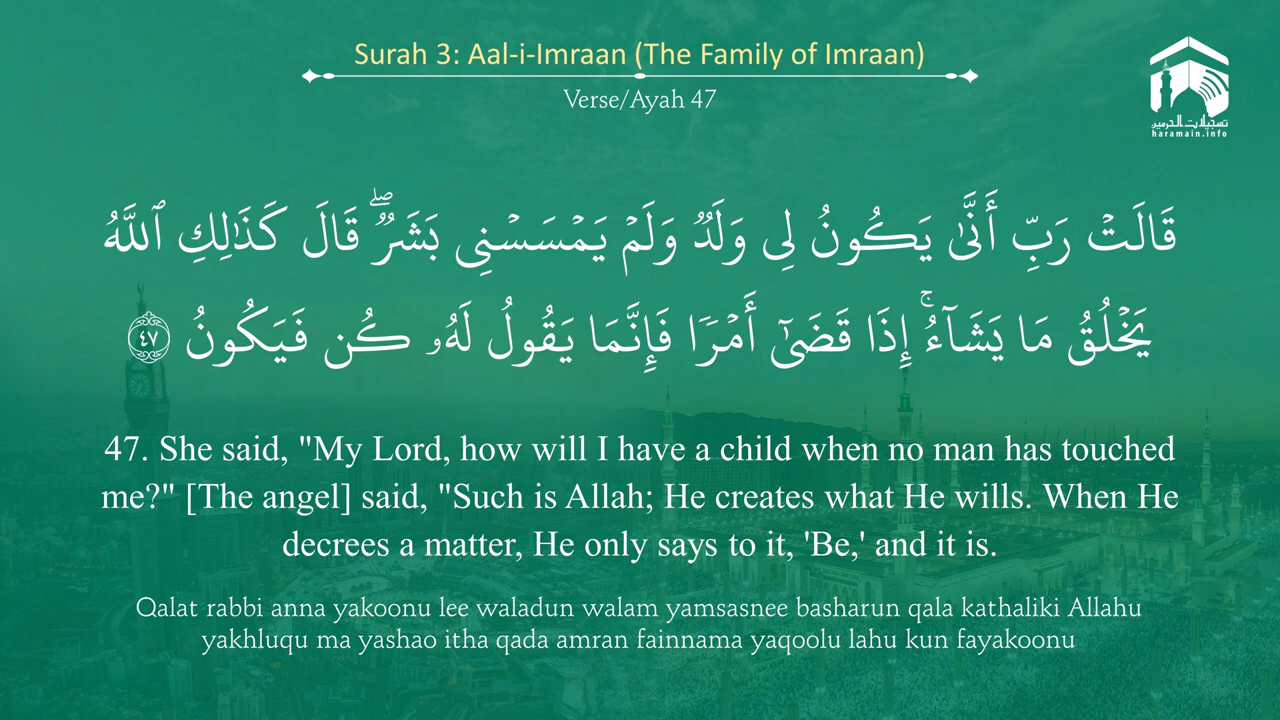 Surah 3: Aal-i-Imraan (The Family of Imraan)
Verse/Ayah 47
تسجيلات الحرمين
haramain.info
قَالَتۡ رَبِّ أَنَّىٰ يَكُونُ لِي وَلَدٞ وَلَمۡ يَمۡسَسۡنِي بَشَرٞۖ قَالَ كَذَٰلِكِ ٱللَّهُ
يَخۡلُقُ مَا يَشَآءُۚ إِذَا قَضَىٰٓ أَمۡرٗا فَإِنَّمَا يَقُولُ لَهُۥ كُن فَيَكُونُ ٤٧
47. She said, "My Lord, how will I have a child when no man has touched
me?" [The angel] said, "Such is Allah; He creates what He wills. When He
decrees a matter, He only says to it, 'Be,' and it is.
Qalat rabbi anna yakoonu lee waladun walam yamsasnee basharun qala kathaliki Allahu
yakhluqu ma yashao itha qada amran fainnama yaqoolu lahu kun fayakoonu